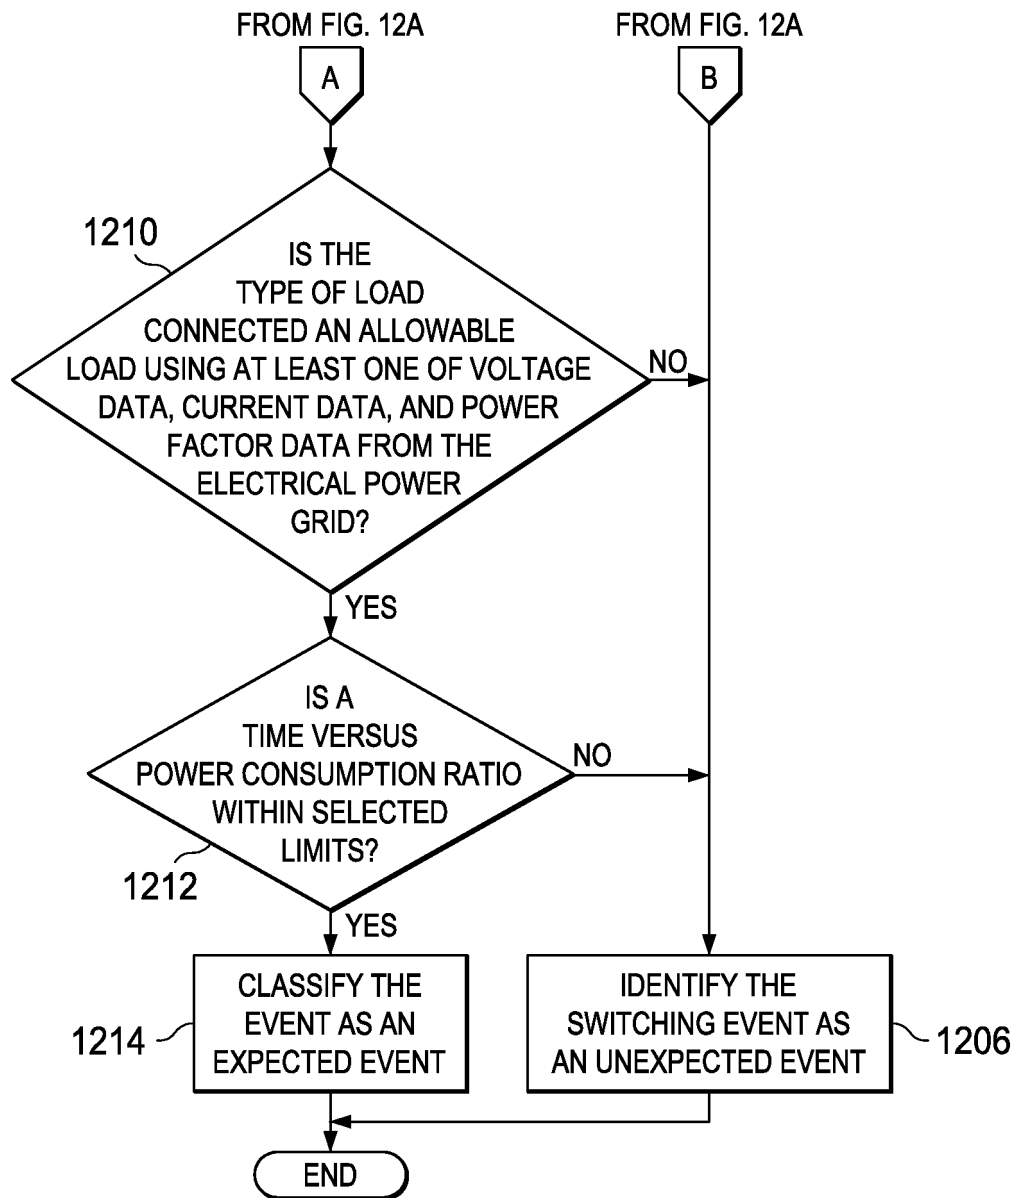 FROM FIG. 12A
FROM FIG. 12A
A
B
1210
IS THE
TYPE OF LOAD
CONNECTED AN ALLOWABLE
LOAD USING AT LEAST ONE OF VOLTAGE
DATA, CURRENT DATA, AND POWER
FACTOR DATA FROM THE
ELECTRICAL POWER
GRID?
NO
YES
IS A
TIME VERSUS
POWER CONSUMPTION RATIO
WITHIN SELECTED
LIMITS?
NO
1212
YES
CLASSIFY THE
EVENT AS AN
EXPECTED EVENT
1214
IDENTIFY THE
SWITCHING EVENT AS
AN UNEXPECTED EVENT
1206
END